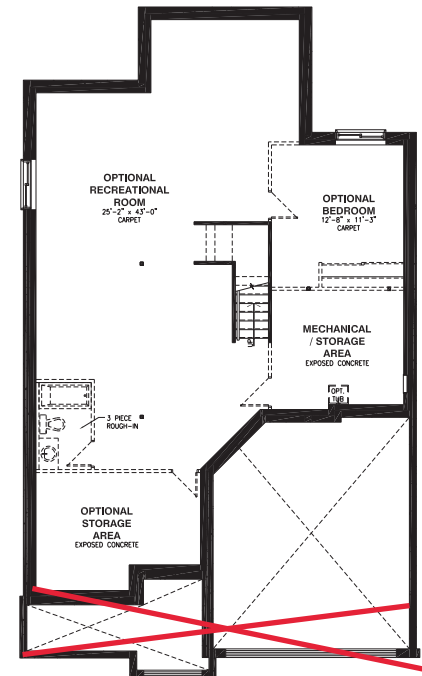 OPTIONAL
RECREATIONAL
ROOM
25'-2" x 43'-0"
CARPET
OPTIONAL
BEDROOM
12'-8" x 11'-3"
CARPET
MECHANICAL
/ STORAGE
AREA
EXPOSED CONCRETE
OPT.
TUB
3 PIECE
ROUGH-IN
OPTIONAL
STORAGE
AREA
EXPOSED CONCRETE